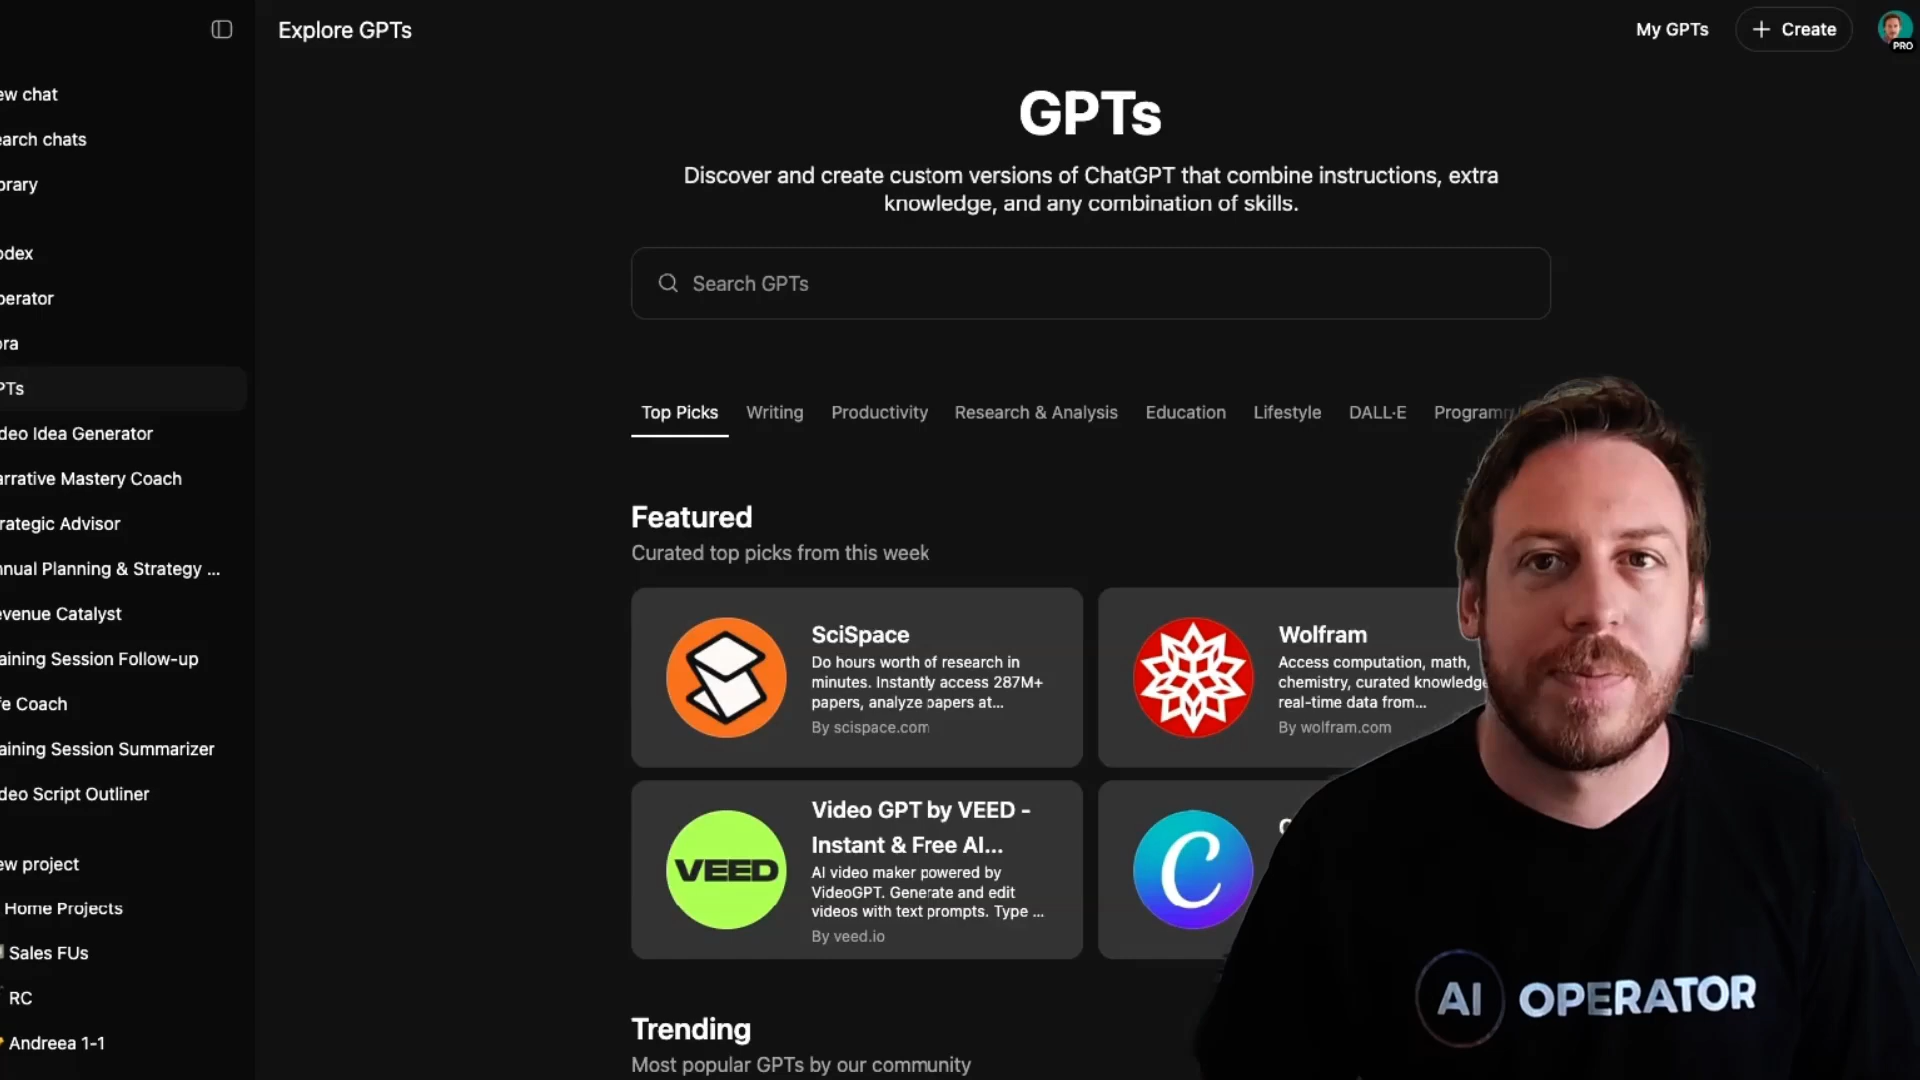 Explore GPTs
My GPTs
Create
PRO
ew chat
earch chats
brary
odex
perator
ora
PTs
deo Idea Generator
arrative Mastery Coach
rategic Advisor
nnual Planning & Strategy ...
evenue Catalyst
aining Session Follow-up
fe Coach
aining Session Summarizer
deo Script Outliner
ew project
Home Projects
Sales FUs
RC
Andreea 1-1
GPTs
Discover and create custom versions of ChatGPT that combine instructions, extra
knowledge, and any combination of skills.
Search GPTs
Top Picks
Writing
Productivity
Research & Analysis
Education
Lifestyle
DALL·E
Programm
Featured
Curated top picks from this week
SciSpace
Do hours worth of research in
minutes. Instantly access 287M+
papers, analyze papers at...
By scispace.com
Wolfram
Access computation, math,
chemistry, curated knowledge
real-time data from...
By wolfram.com
VEED
Video GPT by VEED -
Instant & Free AI...
AI video maker powered by
VideoGPT. Generate and edit
videos with text prompts. Type ...
By veed.io
C
Trending
Most popular GPTs by our community
AI OPERATOR